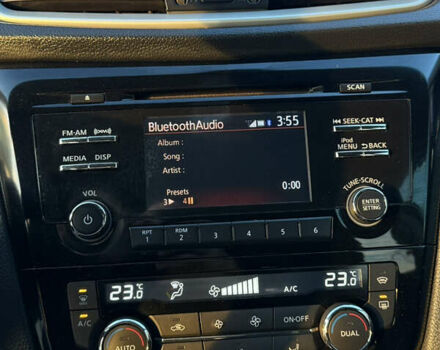 SCAN
FM-AM
BluetoothAudio 3:55
SEEK-CAT
Album :
iPod
MENU BACK
Song :
MEDIA DISP
Artist :
0:00
Presets
3 4
VOL
TUNE-SCROLL
ENTER
SETTING
RPT
1
RDM
2
3
4
5
6
23.0°C
A/C
23.0°C
A/C
ON-OFF
AUTO
DUAL